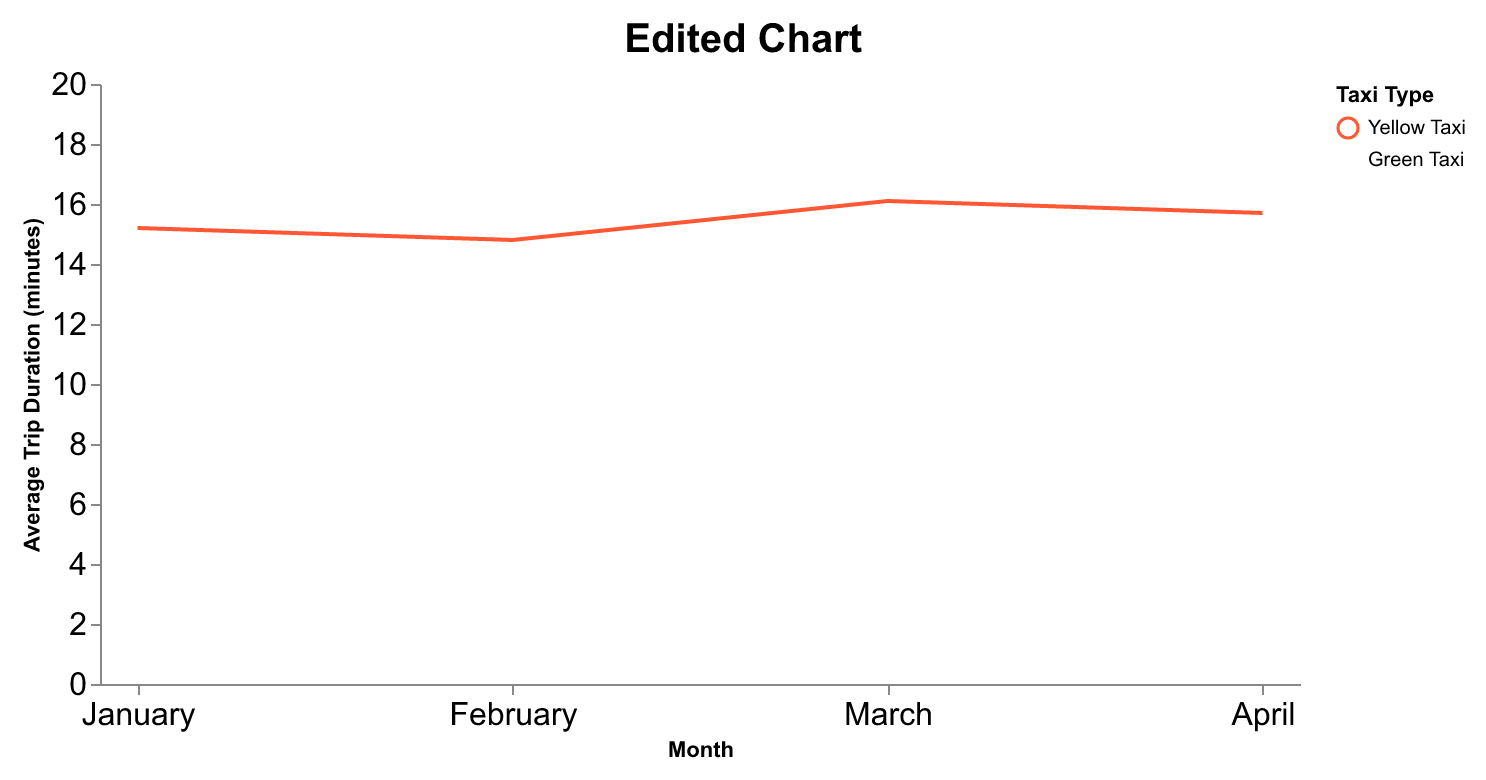 Edited Chart
Average Trip Duration (minutes)
20
18
16
14
12
10
8
6
4
2
0
January February March April
Month
Taxi Type
Yellow Taxi
Green Taxi